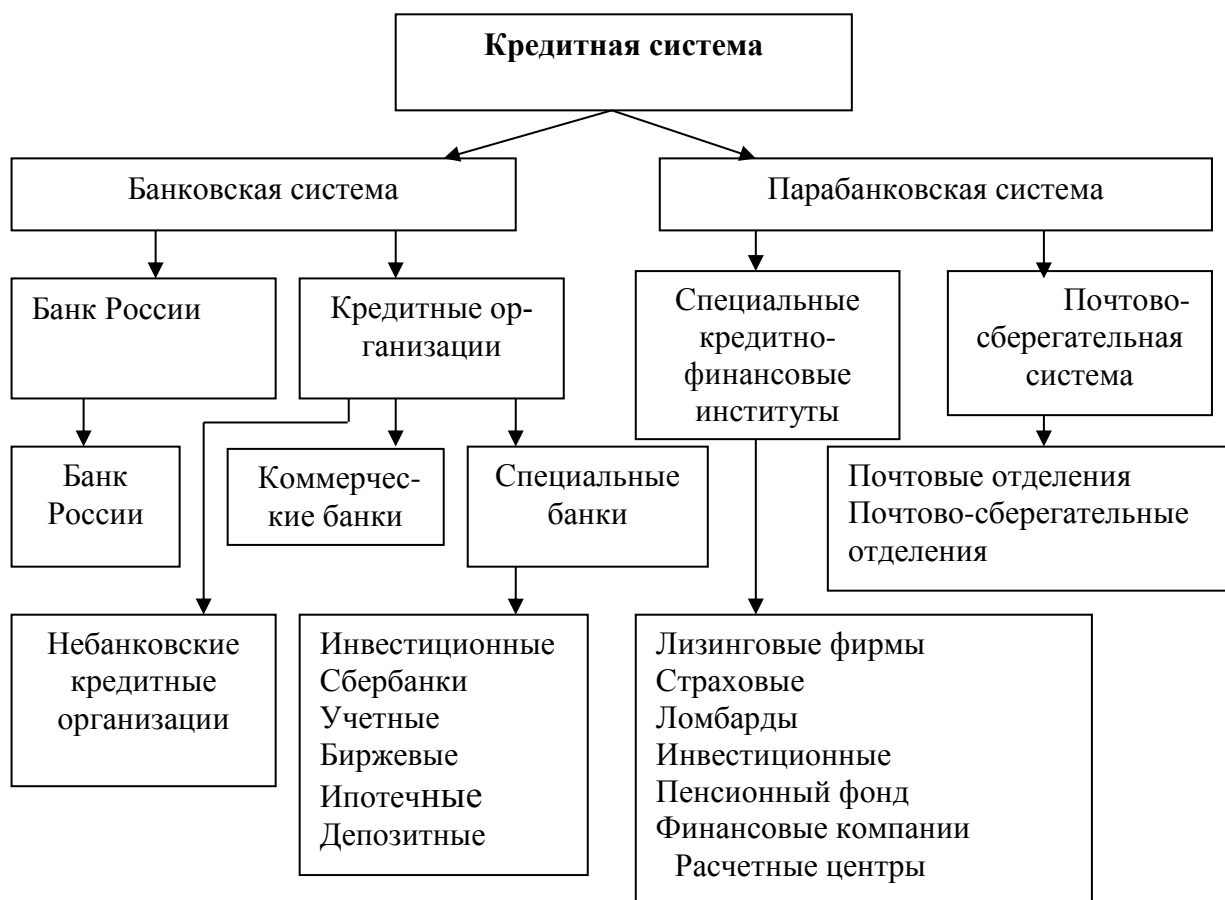 Кредитная система
Банковская система
Парабанковская система
Банк России
Кредитные ор-
ганизации
Специальные
кредитно-
финансовые
институты
Почтово-
сберегательная
система
Банк
России
Коммерчес-
кие банки
Специальные
банки
Почтовые отделения
Почтово-сберегательные
отделения
Небанковские
кредитные
организации
Инвестиционные
Сбербанки
Учетные
Биржевые
Ипотечные
Депозитные
Лизинговые фирмы
Страховые
Ломбарды
Инвестиционные
Пенсионный фонд
Финансовые компании
Расчетные центры